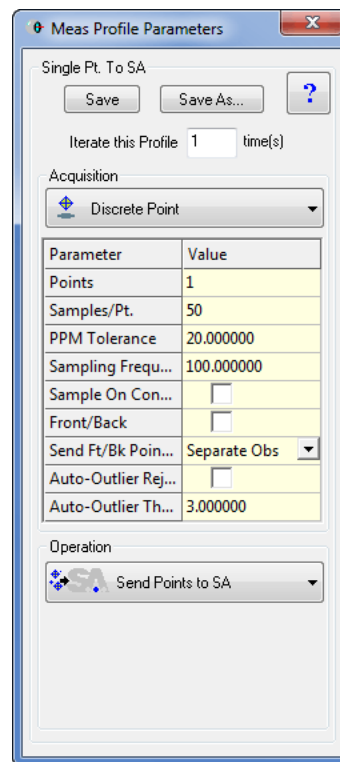 Meas Profile Parameters
Single Pt. To SA
Save Save As... ?
Iterate this Profile 1 time(s)
Acquisition
Discrete Point
Parameter Value
Points 1
Samples/Pt. 50
PPM Tolerance 20.000000
Sampling Frequ... 100.000000
Sample On Con...
Front/Back
Send Ft/Bk Poin... Separate Obs
Auto-Outlier Rej...
Auto-Outlier Th... 3.000000
Operation
SA Send Points to SA